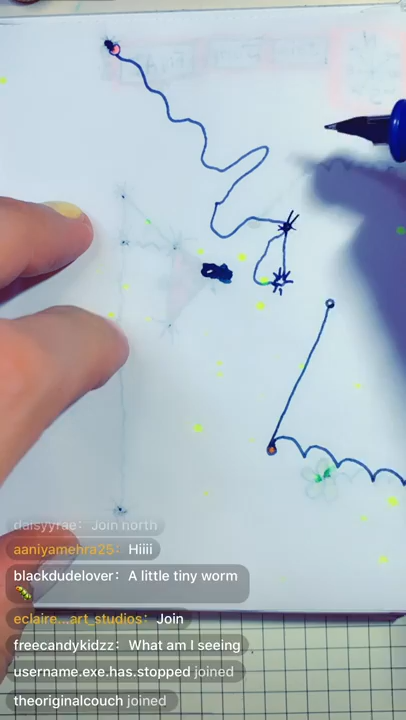 daisyyrae: Join north
aaniyamehra25: Hiiii
blackdudelover: A little tiny worm
eclaire...art_studios: Join
freecandykidzz: What am I seeing
username.exe.has.stopped joined
theoriginalcouch joined